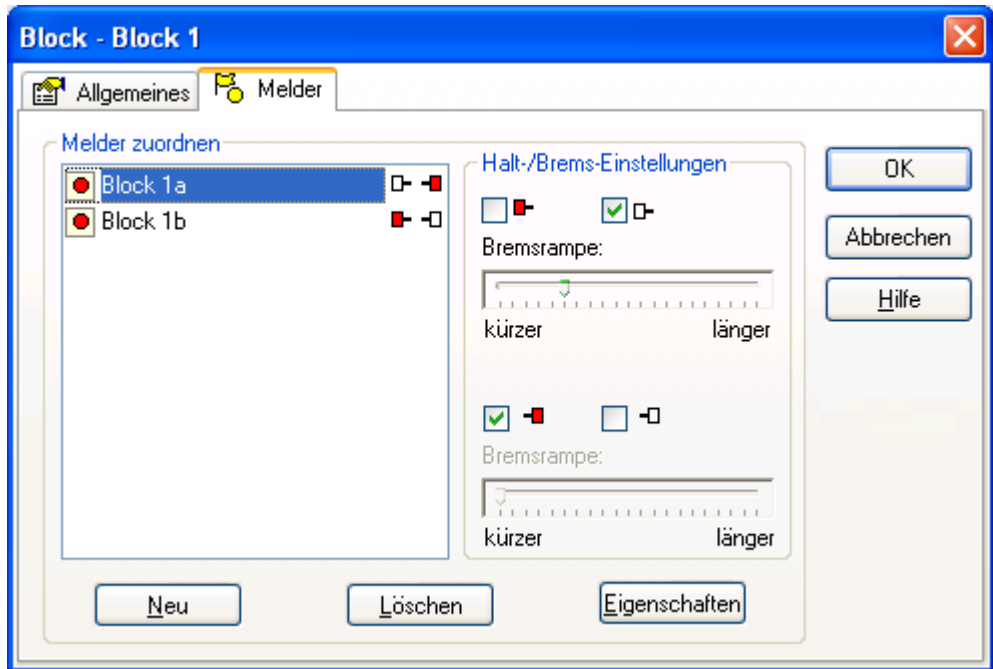 Block - Block 1
Allgemeines Melder
Melder zuordnen
Block 1a
Block 1b
Halt-/Brems-Einstellungen
Bremsrampe:
kürzer länger
Bremsrampe:
kürzer länger
OK
Abbrechen
Hilfe
Neu Löschen Eigenschaften